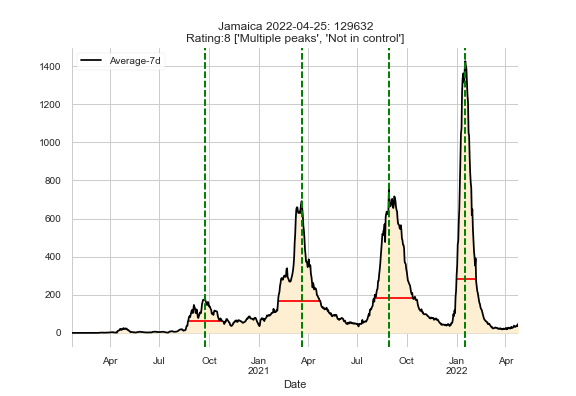 Jamaica 2022-04-25: 129632
Rating:8 ['Multiple peaks', 'Not in control']
Average-7d
1400
1200
1000
800
600
400
200
0
Apr Jul Oct Jan Apr Jul Oct Jan Apr
2021 2022
Date